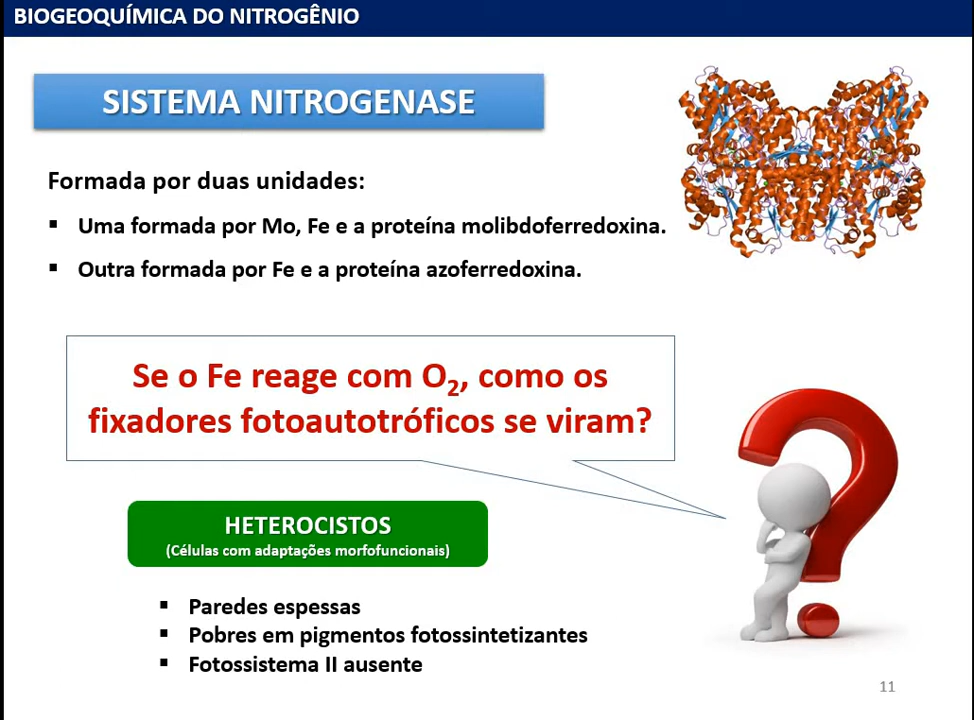 BIOGEOQUÍMICA DO NITROGÊNIO
SISTEMA NITROGENASE
Formada por duas unidades:
▪ Uma formada por Mo, Fe e a proteína molibdoferredoxina.
▪ Outra formada por Fe e a proteína azoferredoxina.
Se o Fe reage com O₂, como os
fixadores fotoautotróficos se viram?
HETEROCISTOS
(Células com adaptações morfofuncionais)
▪ Paredes espessas
▪ Pobres em pigmentos fotossintetizantes
▪ Fotossistema II ausente
11